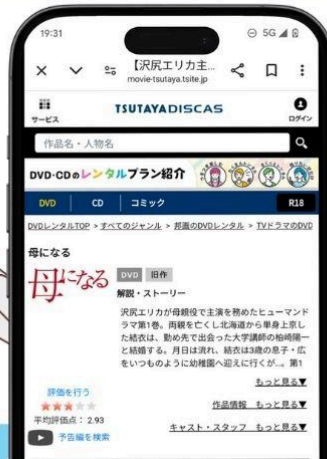 19:31
5G
【沢尻エリカ主...
movie-tsutaya.tsite.jp
サービス
TSUTAYA DISCAS
ログイン
作品名・人物名
DVD・CDのレンタルプラン紹介
DVD
CD
コミック
R18
DVDレンタルTOP > すべてのジャンル > 邦画のDVDレンタル > TVドラマのDVD
母になる
母になる
DVD 旧作
解説・ストーリー
沢尻エリカが母親役で主演を務めたヒューマンド
ラマ第1巻。両親を亡くし北海道から単身上京し
た結衣は、勤め先で出会った大学講師の柏崎陽一
と結婚する。月日は流れ、結衣は3歳の息子・広
をいつものように幼稚園へ迎えに行くが...。第1
もっと見る▼
評価を行う
★★★★★
作品情報 もっと見る▼
平均評価点：2.93
キャスト・スタッフ もっと見る▼
予告編を検索